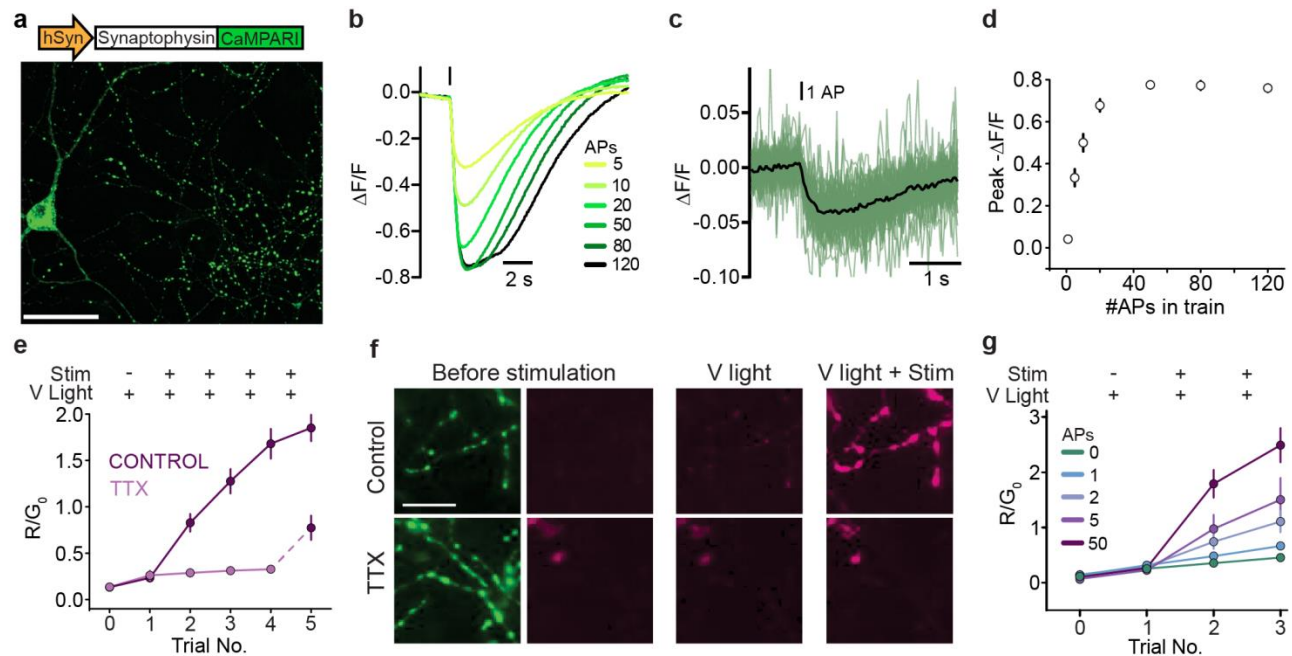 a
hSyn Synaptophysin CaMPARI
b
0.0
-0.2
-0.4
-0.6
-0.8
ΔF/F
APs
5
10
20
50
80
120
2 s
c
1 AP
0.05
0.00
-0.05
-0.10
ΔF/F
1 s
d
0.8
0.6
0.4
0.2
0.0
Peak -ΔF/F
0 40 80 120
#APs in train
e
Stim - + + + +
V Light + + + + +
2.0
1.5
1.0
0.5
0.0
R/G0
CONTROL
TTX
0 1 2 3 4 5
Trial No.
f
Before stimulation V light V light + Stim
Control
TTX
g
Stim - + +
V Light + + +
APs
0
1
2
5
50
3
2
1
0
R/G0
0 1 2 3
Trial No.